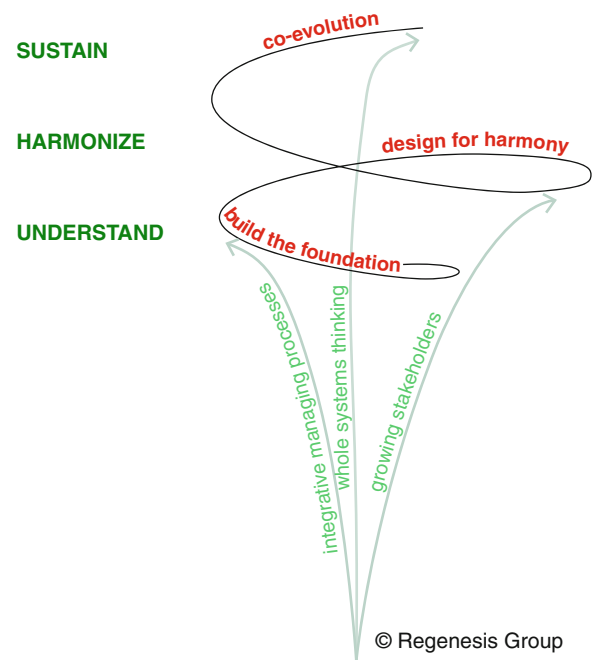 co-evolution
SUSTAIN
HARMONIZE
design for harmony
UNDERSTAND
build the foundation
integrative managing processes
whole systems thinking
growing stakeholders
© Regenesis Group